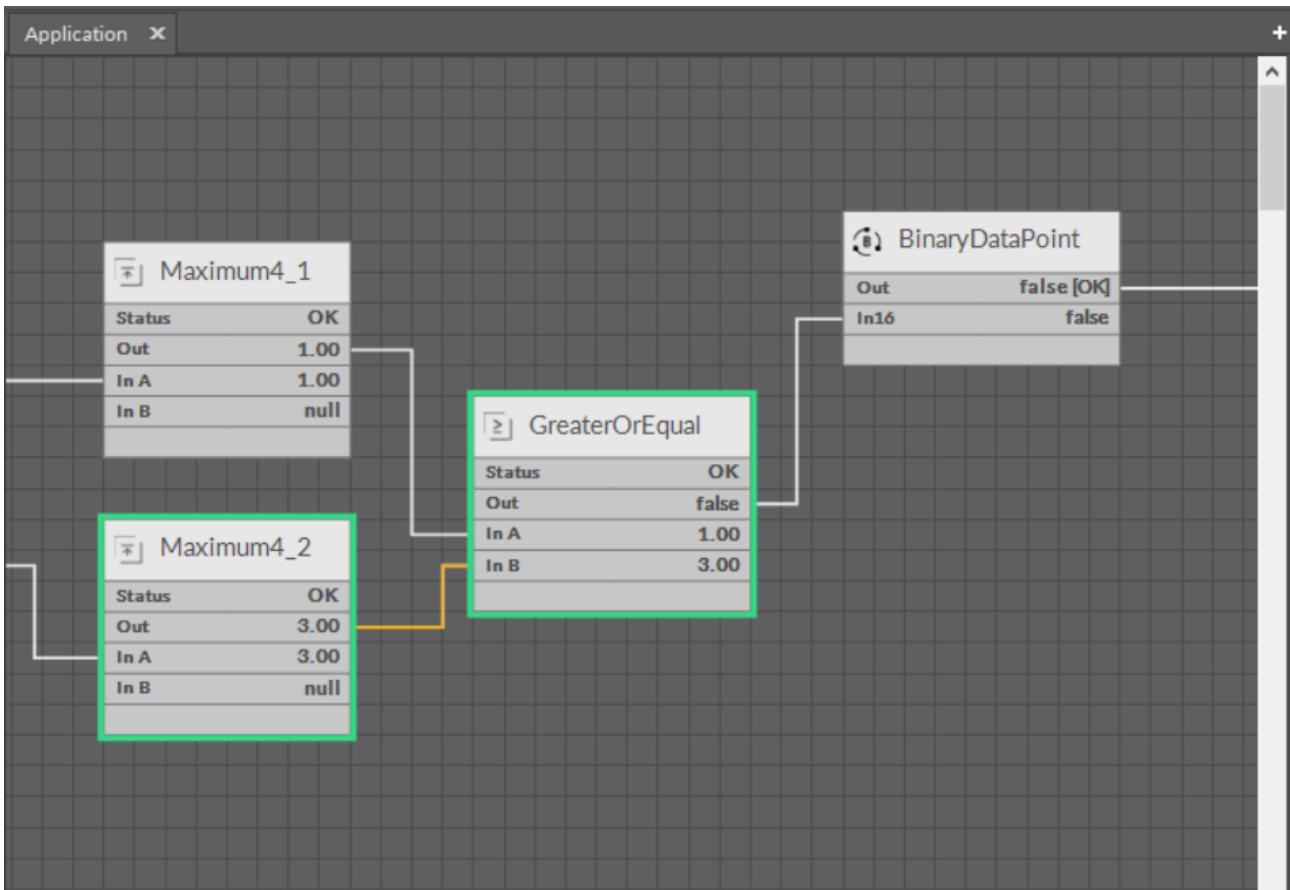 Application ×
+
Maximum4_1
Status OK
Out 1.00
In A 1.00
In B null
Maximum4_2
Status OK
Out 3.00
In A 3.00
In B null
≥ GreaterOrEqual
Status OK
Out false
In A 1.00
In B 3.00
B BinaryDataPoint
Out false [OK]
In16 false